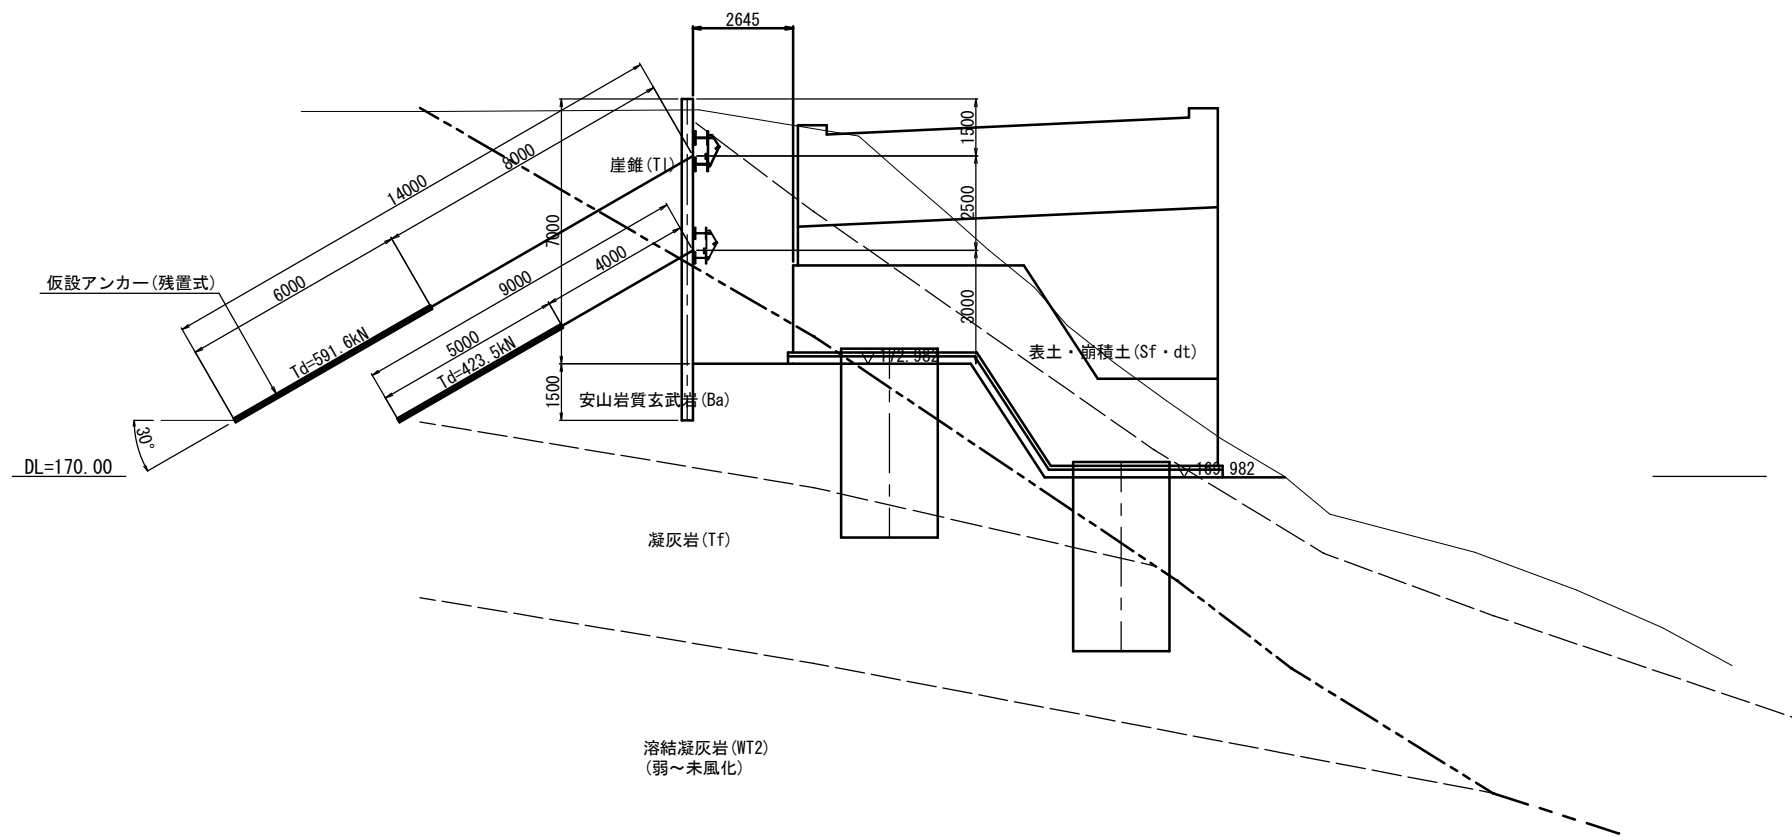 2645
1500
崖錐(Tl)
8000
14000
2500
7000
4000
9000
仮設アンカー(残置式)
6000
3000
Td=591.6kN
5000
Td=423.5kN
172.982
表土・崩積土(Sf・dt)
1500
安山岩質玄武岩(Ba)
30°
DL=170.00
169.982
凝灰岩(Tf)
溶結凝灰岩(WT2)
(弱～未風化)